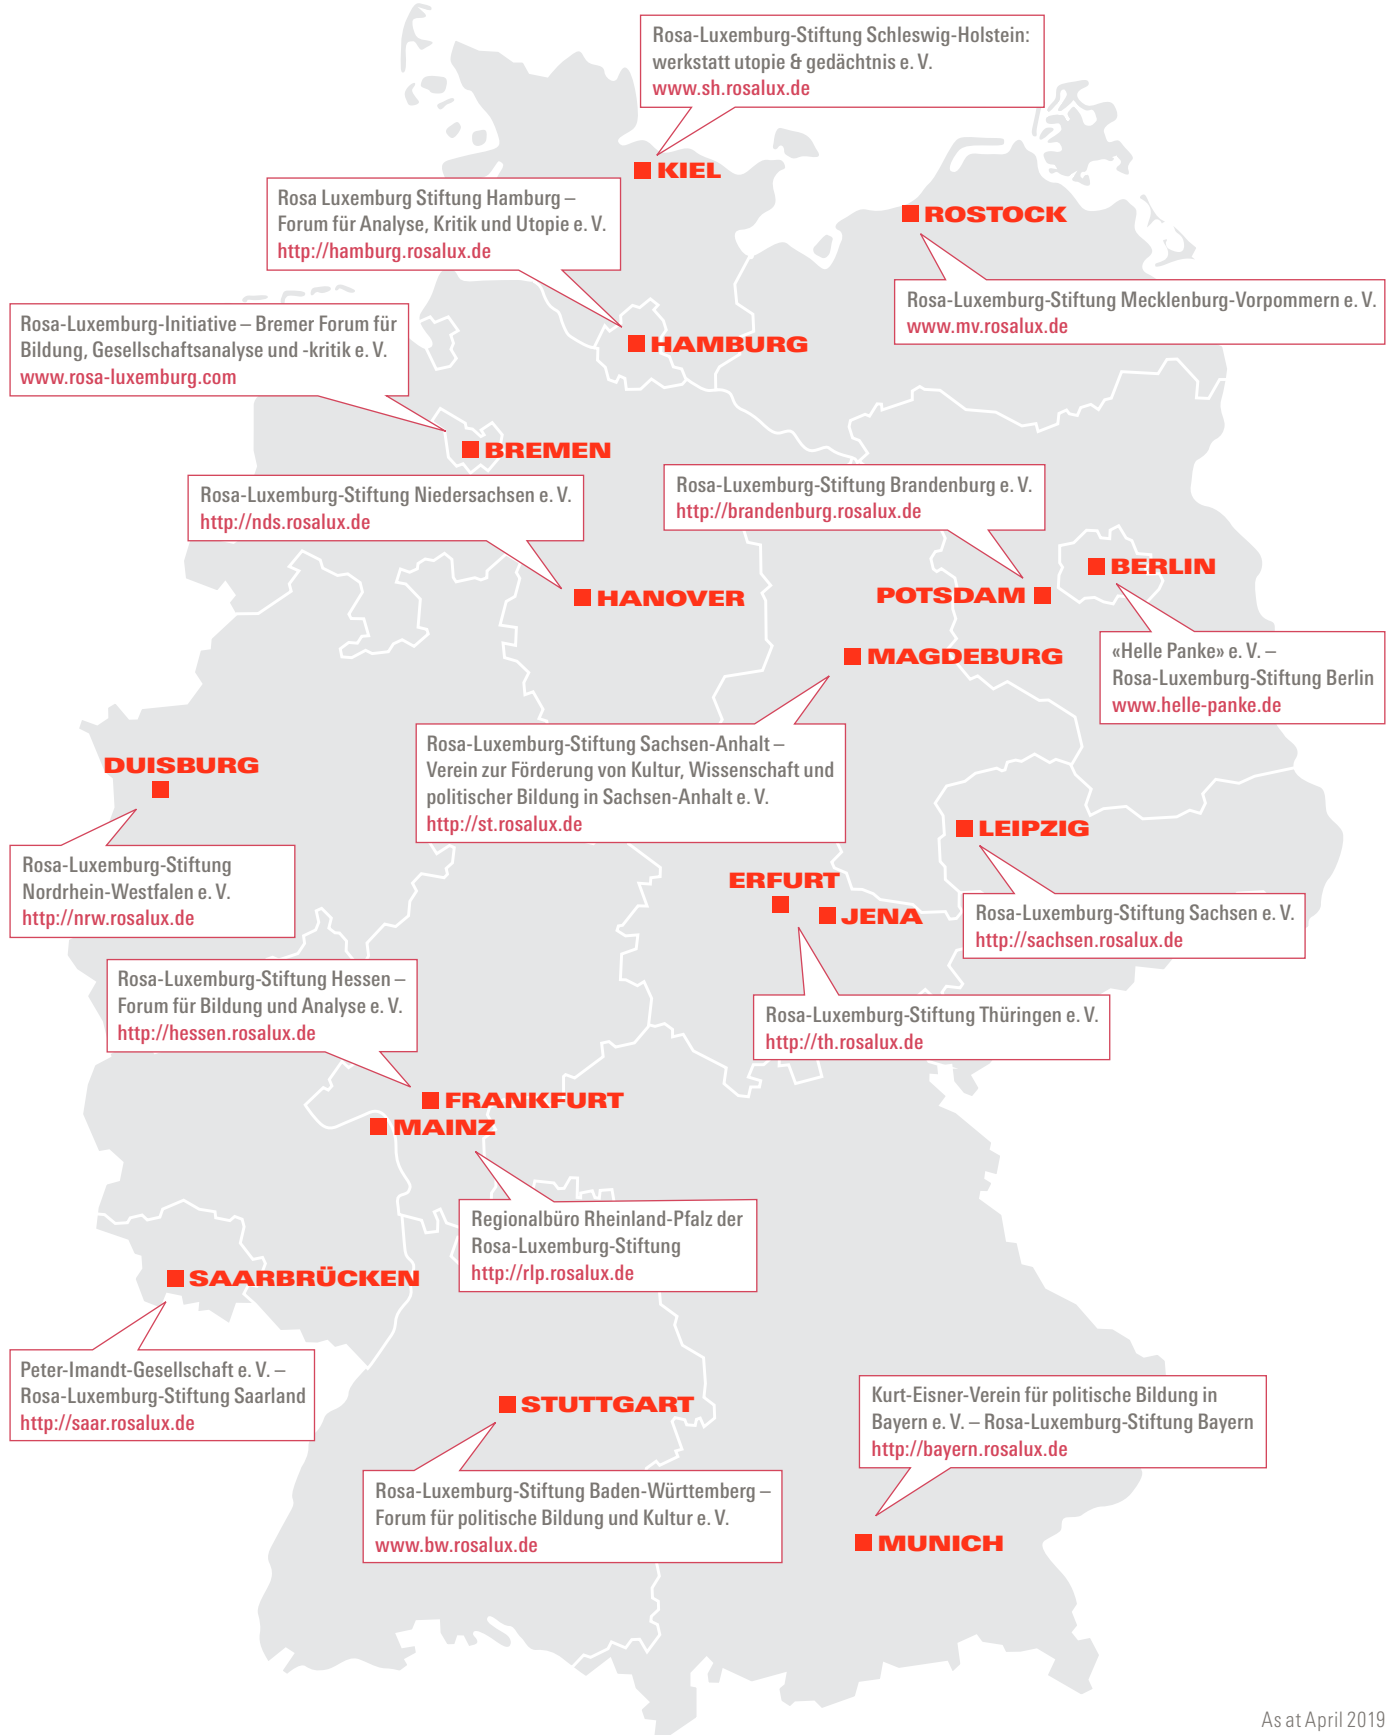 Rosa-Luxemburg-Stiftung Schleswig-Holstein:
werkstatt utopie & gedächtnis e. V.
www.sh.rosalux.de
KIEL
Rosa Luxemburg Stiftung Hamburg –
Forum für Analyse, Kritik und Utopie e. V.
http://hamburg.rosalux.de
ROSTOCK
Rosa-Luxemburg-Stiftung Mecklenburg-Vorpommern e. V.
www.mv.rosalux.de
Rosa-Luxemburg-Initiative – Bremer Forum für
Bildung, Gesellschaftsanalyse und -kritik e. V.
www.rosa-luxemburg.com
HAMBURG
BREMEN
Rosa-Luxemburg-Stiftung Niedersachsen e. V.
http://nds.rosalux.de
Rosa-Luxemburg-Stiftung Brandenburg e. V.
http://brandenburg.rosalux.de
HANOVER
BERLIN
POTSDAM
«Helle Panke» e. V. –
Rosa-Luxemburg-Stiftung Berlin
www.helle-panke.de
MAGDEBURG
Rosa-Luxemburg-Stiftung Sachsen-Anhalt –
Verein zur Förderung von Kultur, Wissenschaft und
politischer Bildung in Sachsen-Anhalt e. V.
http://st.rosalux.de
DUISBURG
Rosa-Luxemburg-Stiftung
Nordrhein-Westfalen e. V.
http://nrw.rosalux.de
LEIPZIG
Rosa-Luxemburg-Stiftung Sachsen e. V.
http://sachsen.rosalux.de
ERFURT
JENA
Rosa-Luxemburg-Stiftung Thüringen e. V.
http://th.rosalux.de
Rosa-Luxemburg-Stiftung Hessen –
Forum für Bildung und Analyse e. V.
http://hessen.rosalux.de
FRANKFURT
MAINZ
Regionalbüro Rheinland-Pfalz der
Rosa-Luxemburg-Stiftung
http://rlp.rosalux.de
SAARBRÜCKEN
Peter-Imandt-Gesellschaft e. V. –
Rosa-Luxemburg-Stiftung Saarland
http://saar.rosalux.de
STUTTGART
Rosa-Luxemburg-Stiftung Baden-Württemberg –
Forum für politische Bildung und Kultur e. V.
www.bw.rosalux.de
Kurt-Eisner-Verein für politische Bildung in
Bayern e. V. – Rosa-Luxemburg-Stiftung Bayern
http://bayern.rosalux.de
MUNICH
As at April 2019